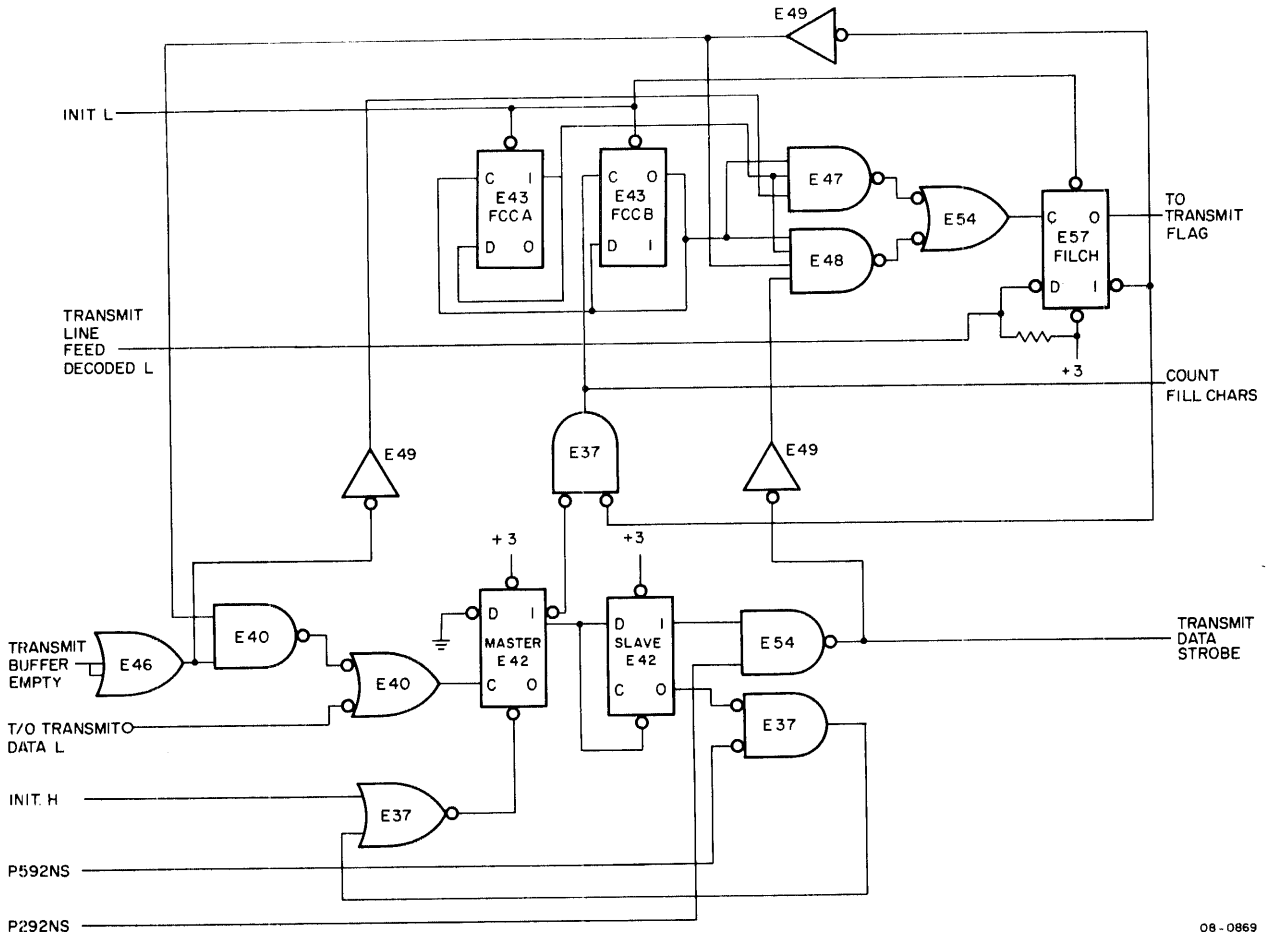 E49
INIT L
C 1
E43
FCCA
D 0
C 0
E43
FCCB
D 1
E47
E48
E54
C 0
E57
FILCH
D 1
+3
TO
TRANSMIT
FLAG
TRANSMIT
LINE
FEED
DECODED L
COUNT
FILL CHARS
E49
E37
E49
+3
+3
TRANSMIT
BUFFER
EMPTY
E46
E40
E40
D 1
MASTER
E42
C 0
D 1
SLAVE
E42
C 0
E54
E37
TRANSMIT
DATA
STROBE
T/O TRANSMIT
DATA L
INIT. H
E37
P592NS
P292NS
08-0869